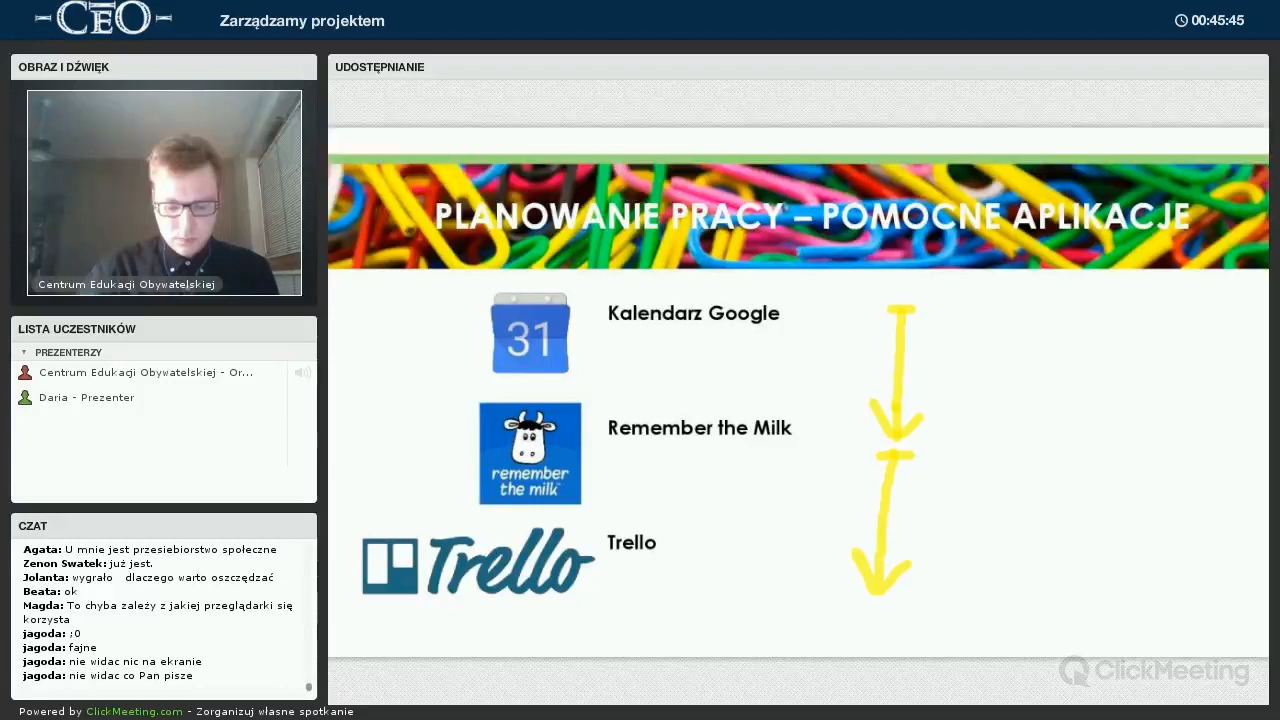 CEO
Zarządzamy projektem
00:45:45
OBRAZ I DŹWIĘK
Centrum Edukacji Obywatelskiej
LISTA UCZESTNIKÓW
PREZENTERZY
Centrum Edukacji Obywatelskiej - Or...
Daria - Prezenter
CZAT
Agata: U mnie jest przesiebiorstwo społeczne
Zenon Swatek: już jest.
Jolanta: wygrało dlaczego warto oszczędzać
Beata: ok
Magda: To chyba zależy z jakiej przeglądarki się
korzysta
jagoda: ;0
jagoda: fajne
jagoda: nie widac nic na ekranie
jagoda: nie widac co Pan pisze
UDOSTĘPNIANIE
PLANOWANIE PRACY – POMOCNE APLIKACJE
31
Kalendarz Google
remember
the milk
Remember the Milk
Trello
Trello
ClickMeeting
Powered by ClickMeeting.com - Zorganizuj własne spotkanie